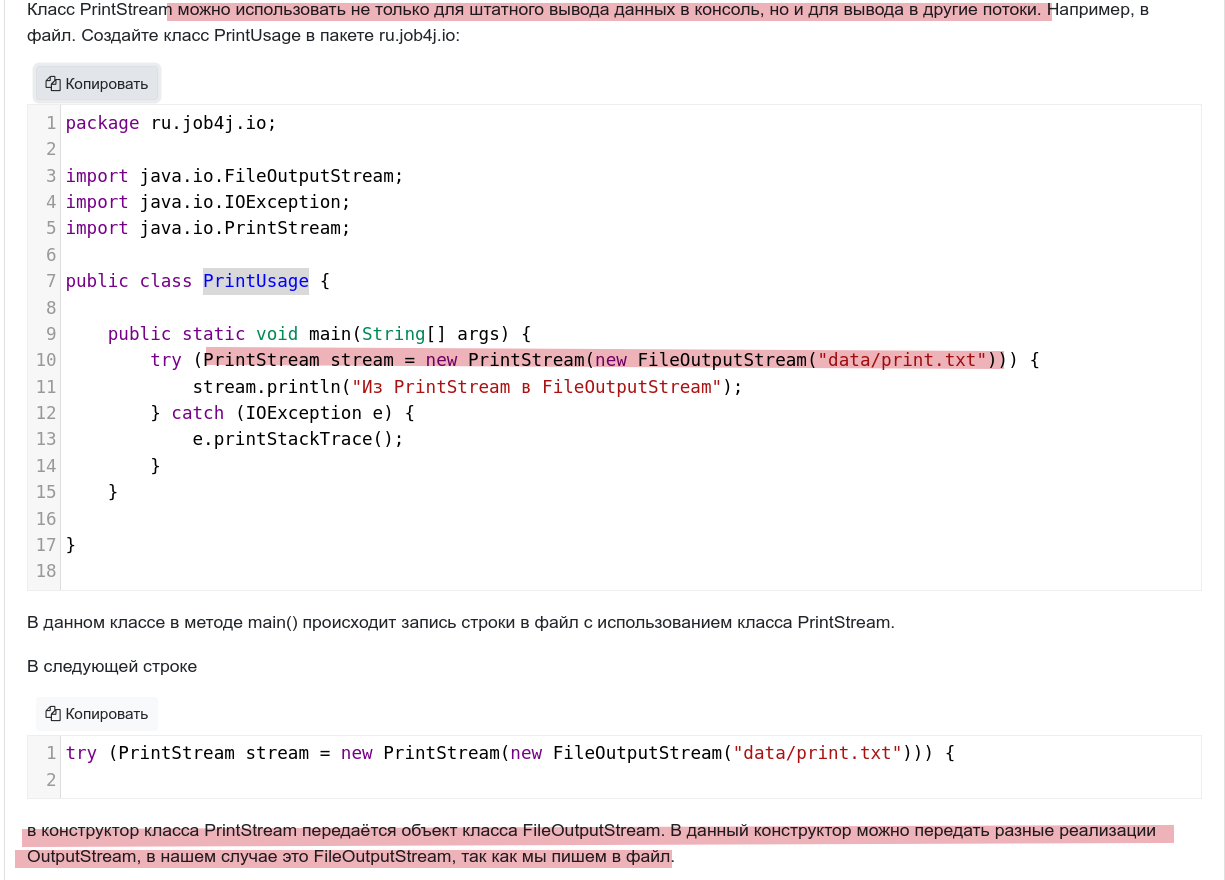 Класс PrintStream можно использовать не только для штатного вывода данных в консоль, но и для вывода в другие потоки. Например, в
файл. Создайте класс PrintUsage в пакете ru.job4j.io:
Копировать
1 package ru.job4j.io;
2
3 import java.io.FileOutputStream;
4 import java.io.IOException;
5 import java.io.PrintStream;
6
7 public class PrintUsage {
8
9     public static void main(String[] args) {
10         try (PrintStream stream = new PrintStream(new FileOutputStream("data/print.txt"))) {
11             stream.println("Из PrintStream в FileOutputStream");
12         } catch (IOException e) {
13             e.printStackTrace();
14         }
15     }
16
17 }
18
В данном классе в методе main() происходит запись строки в файл с использованием класса PrintStream.
В следующей строке
Копировать
1 try (PrintStream stream = new PrintStream(new FileOutputStream("data/print.txt"))) {
2
в конструктор класса PrintStream передаётся объект класса FileOutputStream. В данный конструктор можно передать разные реализации
OutputStream, в нашем случае это FileOutputStream, так как мы пишем в файл.